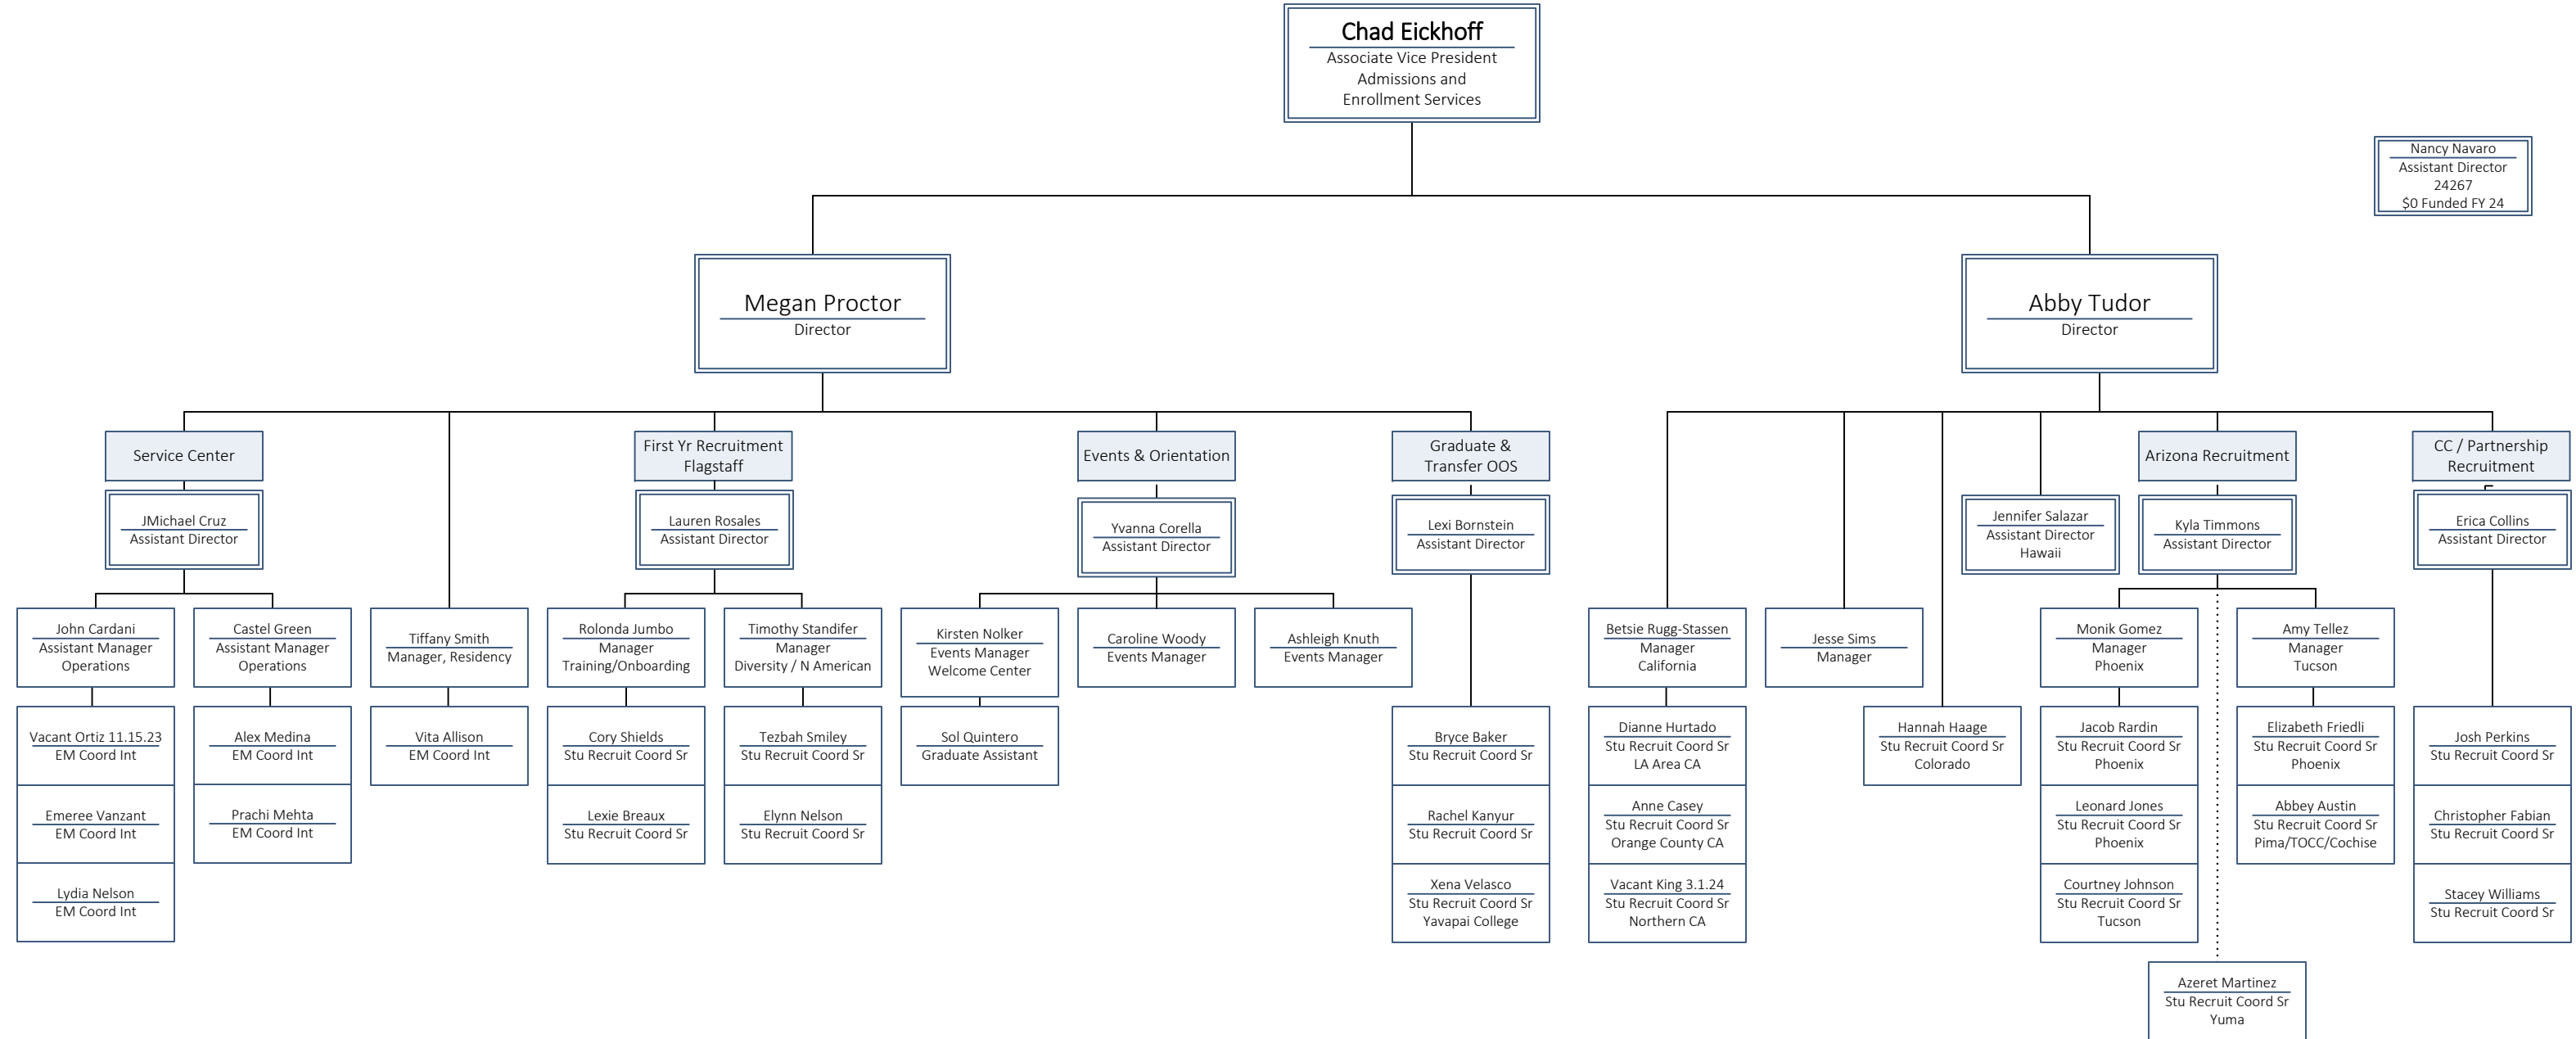 Chad Eickhoff
Associate Vice President
Admissions and
Enrollment Services
Nancy Navaro
Assistant Director
24267
$0 Funded FY 24
Megan Proctor
Director
Abby Tudor
Director
Service Center
First Yr Recruitment
Flagstaff
Events & Orientation
Graduate &
Transfer OOS
Arizona Recruitment
CC / Partnership
Recruitment
JMichael Cruz
Assistant Director
Lauren Rosales
Assistant Director
Yvanna Corella
Assistant Director
Lexi Bornstein
Assistant Director
Jennifer Salazar
Assistant Director
Hawaii
Kyla Timmons
Assistant Director
Erica Collins
Assistant Director
John Cardani
Assistant Manager
Operations
Castel Green
Assistant Manager
Operations
Tiffany Smith
Manager, Residency
Rolonda Jumbo
Manager
Training/Onboarding
Timothy Standifer
Manager
Diversity / N American
Kirsten Nolker
Events Manager
Welcome Center
Caroline Woody
Events Manager
Ashleigh Knuth
Events Manager
Betsie Rugg-Stassen
Manager
California
Jesse Sims
Manager
Monik Gomez
Manager
Phoenix
Amy Tellez
Manager
Tucson
Vacant Ortiz 11.15.23
EM Coord Int
Alex Medina
EM Coord Int
Vita Allison
EM Coord Int
Cory Shields
Stu Recruit Coord Sr
Tezbah Smiley
Stu Recruit Coord Sr
Sol Quintero
Graduate Assistant
Bryce Baker
Stu Recruit Coord Sr
Dianne Hurtado
Stu Recruit Coord Sr
LA Area CA
Hannah Haage
Stu Recruit Coord Sr
Colorado
Jacob Rardin
Stu Recruit Coord Sr
Phoenix
Elizabeth Friedli
Stu Recruit Coord Sr
Phoenix
Josh Perkins
Stu Recruit Coord Sr
Emeree Vanzant
EM Coord Int
Prachi Mehta
EM Coord Int
Lexie Breaux
Stu Recruit Coord Sr
Elynn Nelson
Stu Recruit Coord Sr
Rachel Kanyur
Stu Recruit Coord Sr
Anne Casey
Stu Recruit Coord Sr
Orange County CA
Leonard Jones
Stu Recruit Coord Sr
Phoenix
Abbey Austin
Stu Recruit Coord Sr
Pima/TOCC/Cochise
Christopher Fabian
Stu Recruit Coord Sr
Lydia Nelson
EM Coord Int
Xena Velasco
Stu Recruit Coord Sr
Yavapai College
Vacant King 3.1.24
Stu Recruit Coord Sr
Northern CA
Courtney Johnson
Stu Recruit Coord Sr
Tucson
Stacey Williams
Stu Recruit Coord Sr
Azeret Martinez
Stu Recruit Coord Sr
Yuma